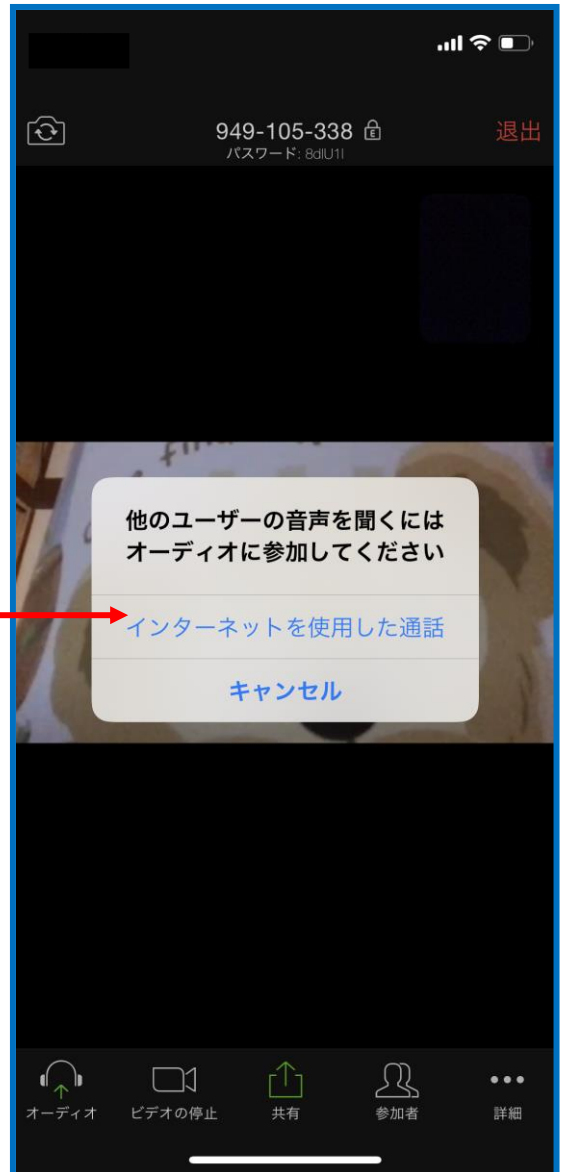 949-105-338
退出
パスワード: 8dIU1I
find
他のユーザーの音声を聞くには
オーディオに参加してください
インターネットを使用した通話
キャンセル
オーディオ
ビデオの停止
共有
参加者
詳細